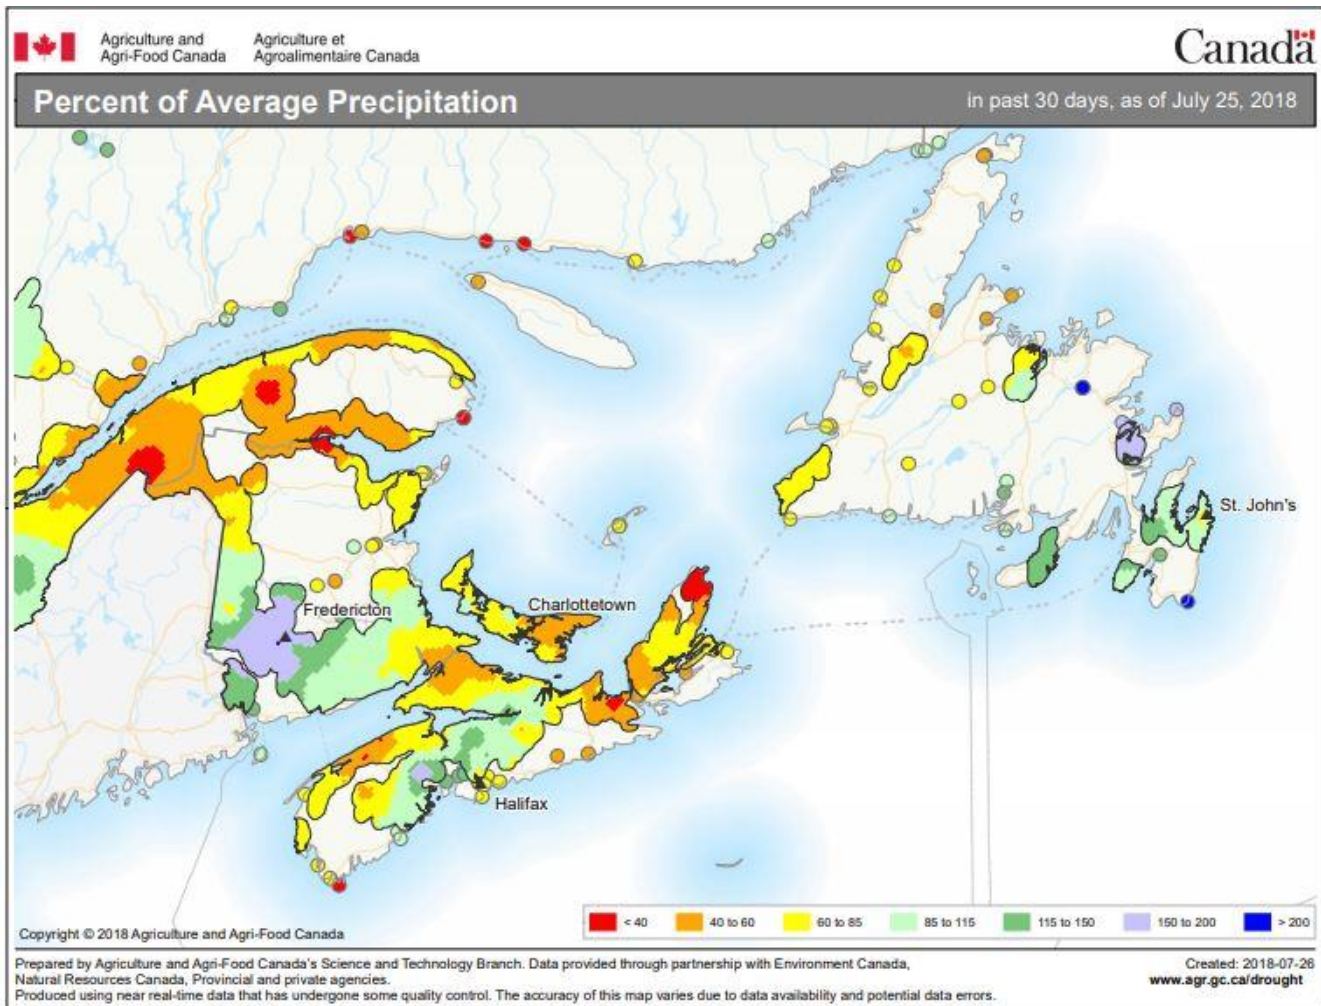 Agriculture and
Agri-Food Canada
Agriculture et
Agroalimentaire Canada
Canada
Percent of Average Precipitation
in past 30 days, as of July 25, 2018
St. John's
Charlottetown
Fredericton
Halifax
< 40
40 to 60
60 to 85
85 to 115
115 to 150
150 to 200
> 200
Copyright © 2018 Agriculture and Agri-Food Canada
Prepared by Agriculture and Agri-Food Canada's Science and Technology Branch. Data provided through partnership with Environment Canada,
Natural Resources Canada, Provincial and private agencies.
Produced using near real-time data that has undergone some quality control. The accuracy of this map varies due to data availability and potential data errors.
Created: 2018-07-26
www.agr.gc.ca/drought